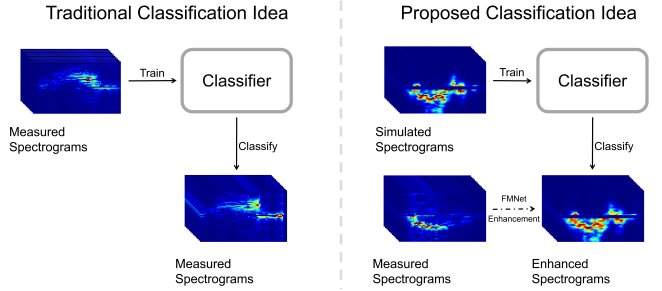 Traditional Classification Idea
Train
Classifier
Measured
Spectrograms
Classify
Measured
Spectrograms
Proposed Classification Idea
Train
Classifier
Simulated
Spectrograms
Classify
FMNet
Enhancement
Measured
Spectrograms
Enhanced
Spectrograms